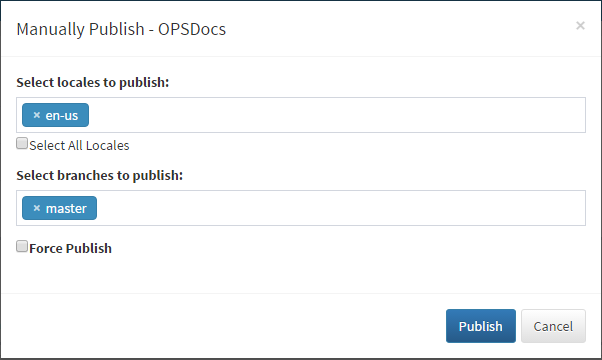 Manually Publish - OPSDocs ×
Select locales to publish:
× en-us
Select All Locales
Select branches to publish:
× master
Force Publish
Publish Cancel